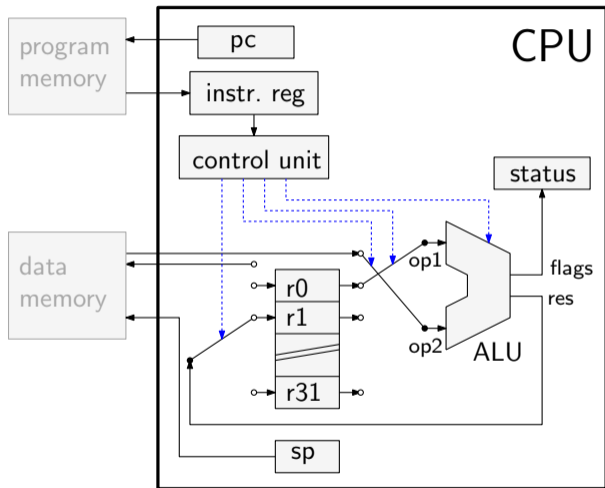 program
memory
pc
CPU
instr. reg
control unit
status
data
memory
op1
flags
r0
res
r1
op2
ALU
r31
sp